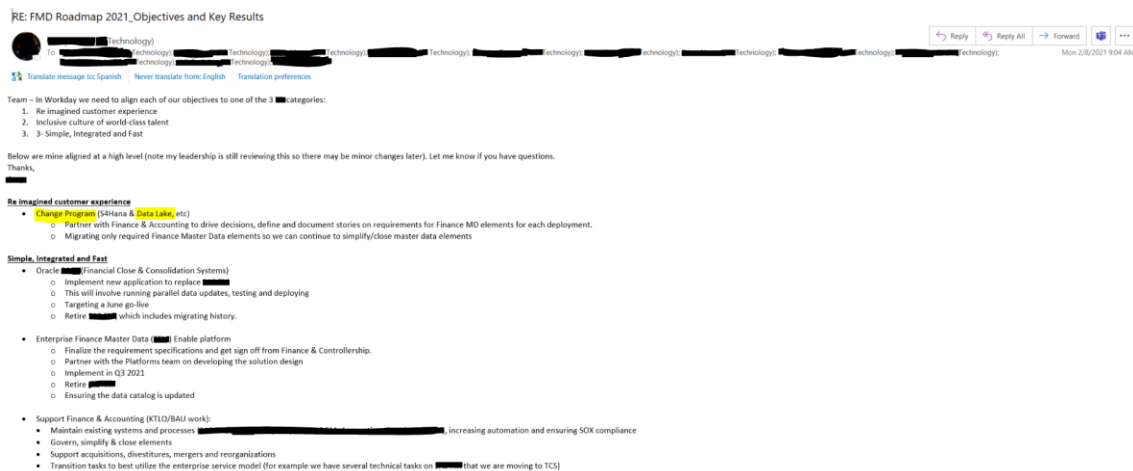 RE: FMD Roadmap 2021_Objectives and Key Results
Technology)
Reply Reply All Forward
To Technology); Technology); Technology); Technology); Technology); Technology); Technology); Technology); Technology); Mon 2/8/2021 9:04 AM
Technology); Technology);
Translate message to: Spanish Never translate from: English Translation preferences
Team – In Workday we need to align each of our objectives to one of the 3 categories:
1. Re imagined customer experience
2. Inclusive culture of world-class talent
3. 3- Simple, Integrated and Fast
Below are mine aligned at a high level (note my leadership is still reviewing this so there may be minor changes later). Let me know if you have questions.
Thanks,
Re imagined customer experience
• Change Program (S4Hana & Data Lake, etc)
o Partner with Finance & Accounting to drive decisions, define and document stories on requirements for Finance MD elements for each deployment.
o Migrating only required Finance Master Data elements so we can continue to simplify/close master data elements
Simple, Integrated and Fast
• Oracle (Financial Close & Consolidation Systems)
o Implement new application to replace
o This will involve running parallel data updates, testing and deploying
o Targeting a June go-live
o Retire which includes migrating history.
• Enterprise Finance Master Data ( ) Enable platform
o Finalize the requirement specifications and get sign off from Finance & Controllership.
o Partner with the Platforms team on developing the solution design
o Implement in Q3 2021
o Retire
o Ensuring the data catalog is updated
• Support Finance & Accounting (KTLO/BAU work):
• Maintain existing systems and processes ( ), increasing automation and ensuring SOX compliance
• Govern, simplify & close elements
• Support acquisitions, divestitures, mergers and reorganizations
• Transition tasks to best utilize the enterprise service model (for example we have several technical tasks on that we are moving to TCS)